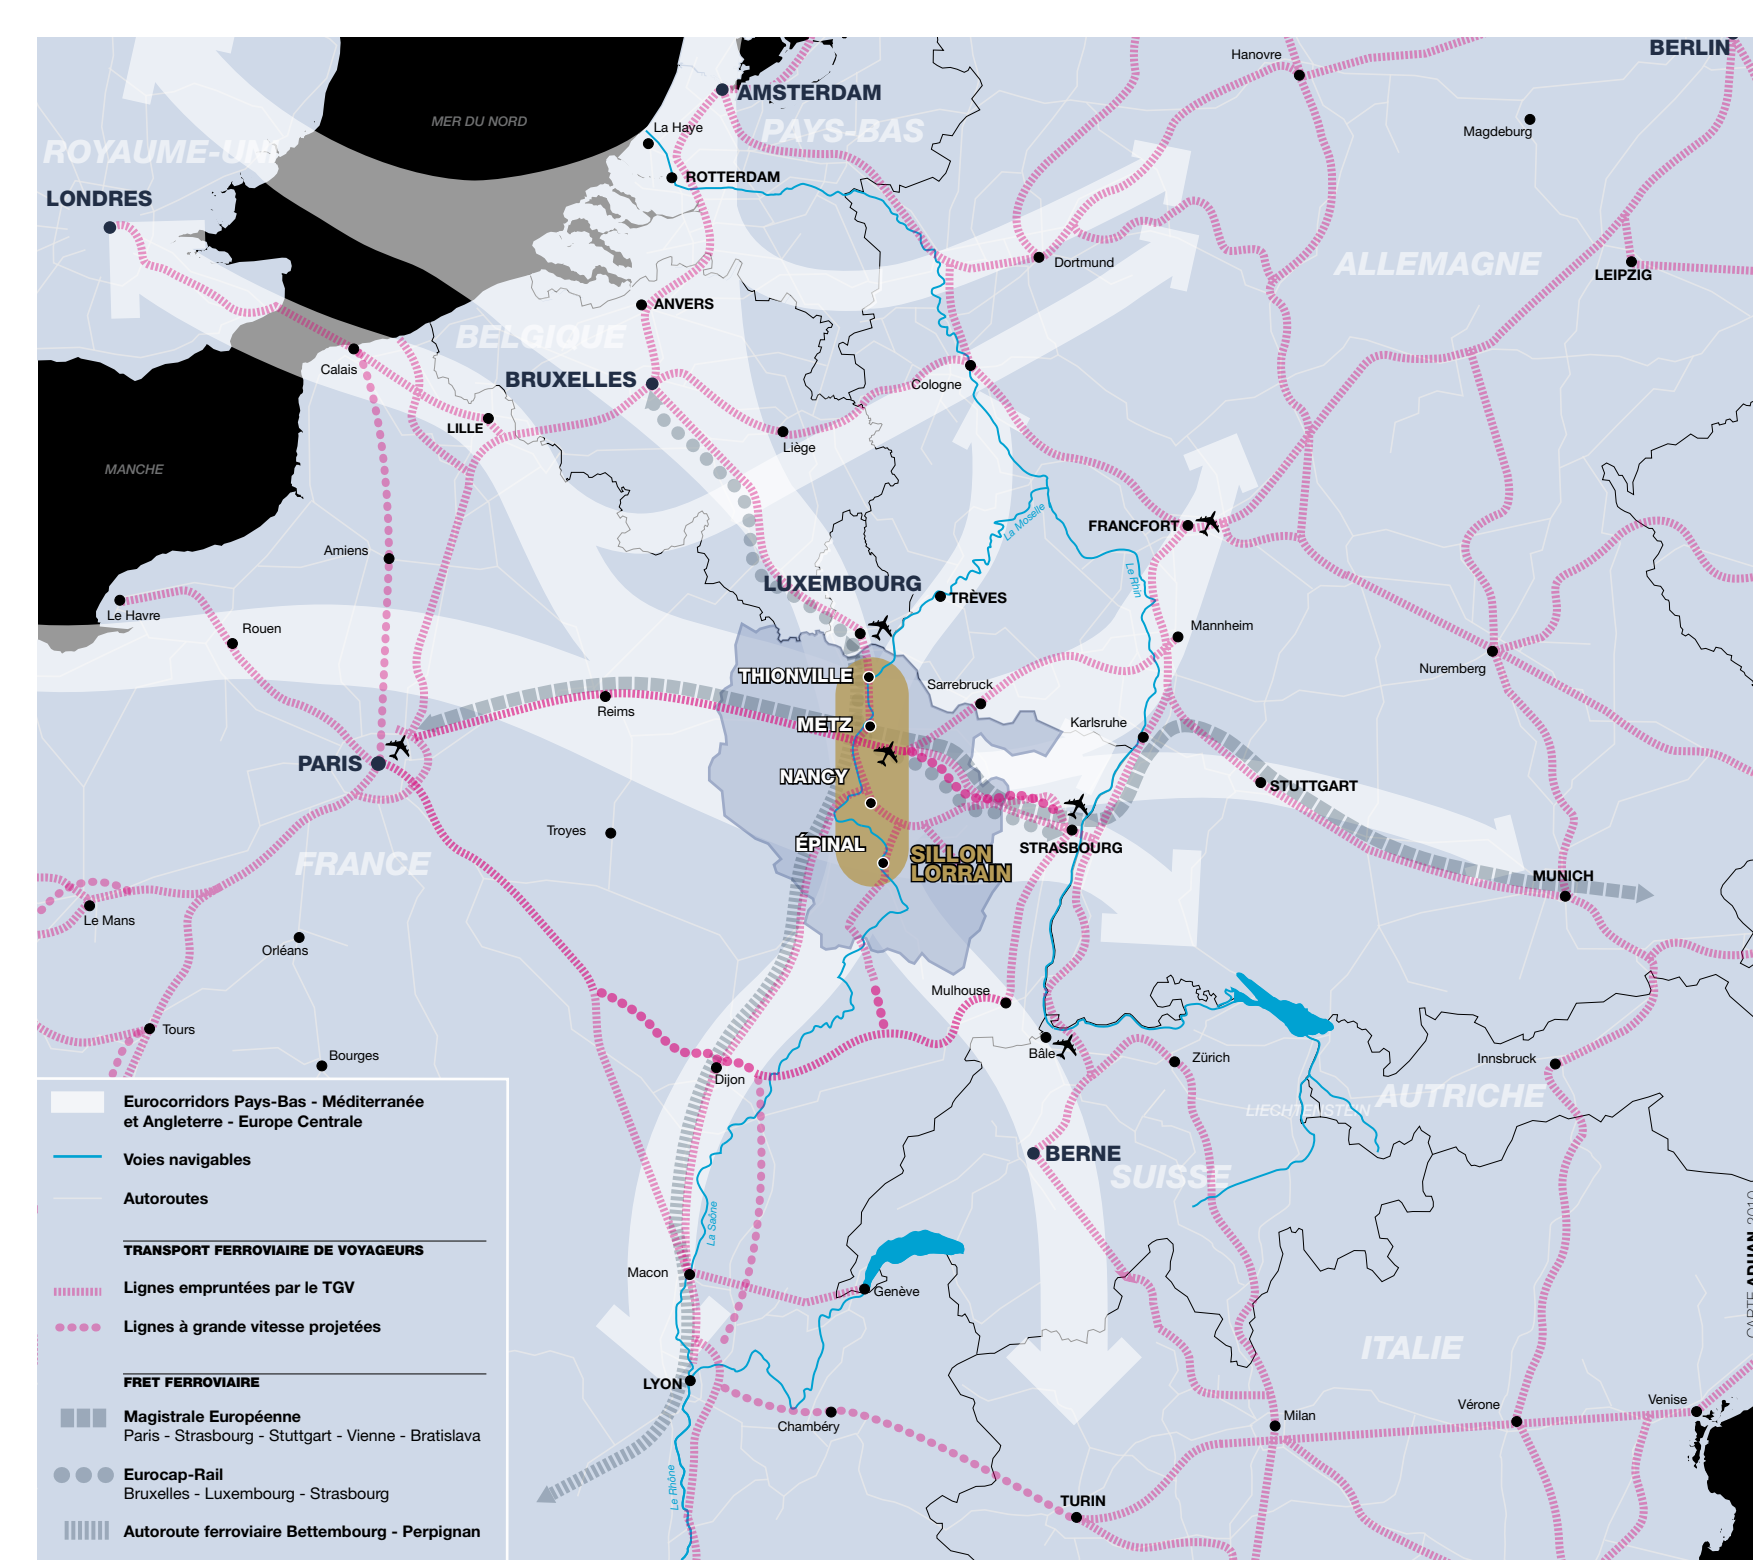 Hanovre
BERLIN
AMSTERDAM
MER DU NORD
La Haye
PAYS-BAS
Magdeburg
ROYAUME-UNI
ROTTERDAM
LONDRES
Dortmund
ALLEMAGNE
LEIPZIG
ANVERS
BELGIQUE
Calais
BRUXELLES
Cologne
LILLE
Liège
MANCHE
La Moselle
FRANCFORT
Amiens
Le Rhin
LUXEMBOURG
TRÈVES
Le Havre
Rouen
Mannheim
Nuremberg
THIONVILLE
Sarrebruck
Reims
METZ
Karlsruhe
PARIS
NANCY
STUTTGART
Troyes
ÉPINAL
STRASBOURG
SILLON
LORRAIN
FRANCE
MUNICH
Le Mans
Orléans
Mulhouse
Tours
Bourges
Bâle
Zürich
Innsbruck
Dijon
LIECHTENSTEIN
AUTRICHE
BERNE
SUISSE
La Saône
Macon
Genève
ITALIE
LYON
Chambéry
Milan
Vérone
Venise
Le Rhône
TURIN
CARTE ADUAN 2010
Eurocorridors Pays-Bas - Méditerranée
et Angleterre - Europe Centrale
Voies navigables
Autoroutes
TRANSPORT FERROVIAIRE DE VOYAGEURS
Lignes empruntées par le TGV
Lignes à grande vitesse projetées
FRET FERROVIAIRE
Magistrale Européenne
Paris - Strasbourg - Stuttgart - Vienne - Bratislava
Eurocap-Rail
Bruxelles - Luxembourg - Strasbourg
Autoroute ferroviaire Bettembourg - Perpignan